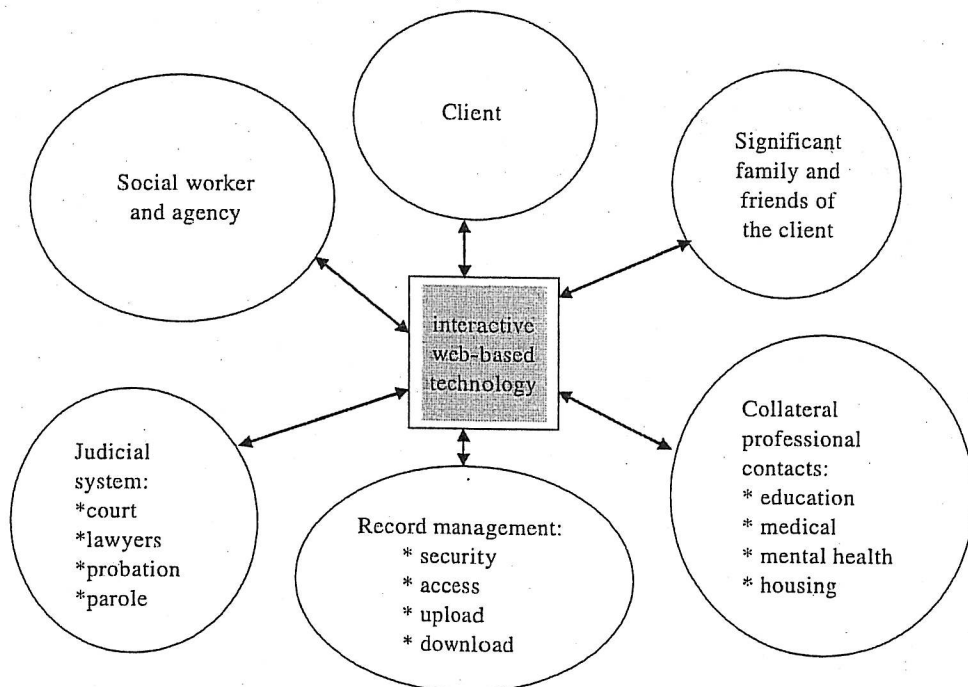 Client
Social worker
and agency
Significant
family and
friends of
the client
interactive
web-based
technology
Judicial
system:
*court
*lawyers
*probation
*parole
Record management:
* security
* access
* upload
* download
Collateral
professional
contacts:
* education
* medical
* mental health
* housing